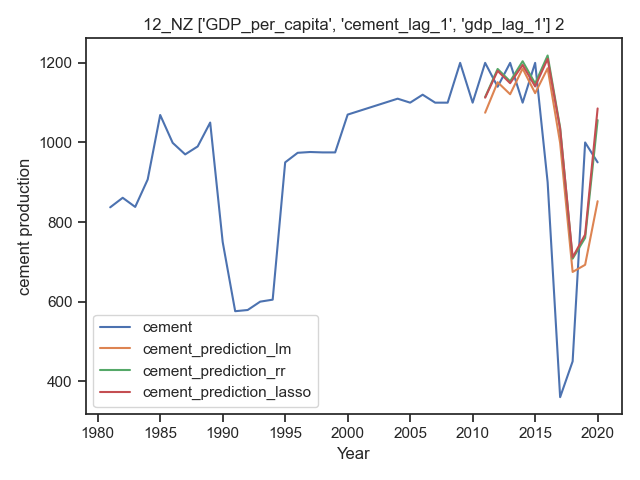 12_NZ ['GDP_per_capita', 'cement_lag_1', 'gdp_lag_1'] 2
cement production
1200
1000
800
600
400
cement
cement_prediction_lm
cement_prediction_rr
cement_prediction_lasso
1980 1985 1990 1995 2000 2005 2010 2015 2020
Year